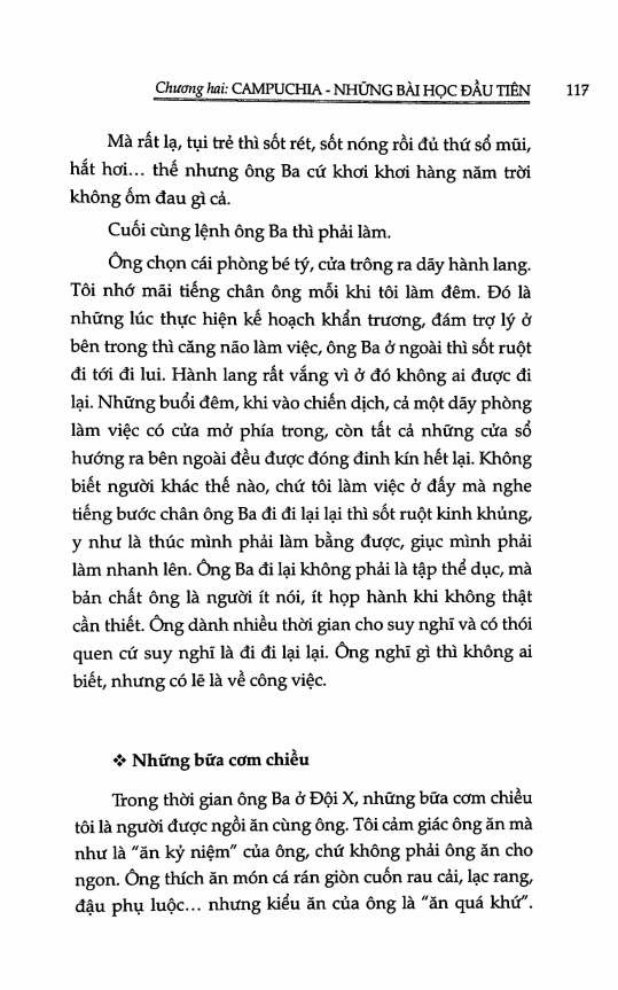 Chương hai: CAMPUCHIA - NHỮNG BÀI HỌC ĐẦU TIÊN 117
Mà rất lạ, tụi trẻ thì sốt rét, sốt nóng rồi đủ thứ sổ mũi,
hắt hơi... thế nhưng ông Ba cứ khơi khơi hàng năm trời
không ốm đau gì cả.
Cuối cùng lệnh ông Ba thì phải làm.
Ông chọn cái phòng bé tý, cửa trông ra dãy hành lang.
Tôi nhớ mãi tiếng chân ông mỗi khi tôi làm đêm. Đó là
những lúc thực hiện kế hoạch khẩn trương, đám trợ lý ở
bên trong thì căng não làm việc, ông Ba ở ngoài thì sốt ruột
đi tới đi lui. Hành lang rất vắng vì ở đó không ai được đi
lại. Những buổi đêm, khi vào chiến dịch, cả một dãy phòng
làm việc có cửa mở phía trong, còn tất cả những cửa sổ
hướng ra bên ngoài đều được đóng đinh kín hết lại. Không
biết người khác thế nào, chứ tôi làm việc ở đấy mà nghe
tiếng bước chân ông Ba đi đi lại lại thì sốt ruột kinh khủng,
y như là thúc mình phải làm bằng được, giục mình phải
làm nhanh lên. Ông Ba đi lại không phải là tập thể dục, mà
bản chất ông là người ít nói, ít họp hành khi không thật
cần thiết. Ông dành nhiều thời gian cho suy nghĩ và có thói
quen cứ suy nghĩ là đi đi lại lại. Ông nghĩ gì thì không ai
biết, nhưng có lẽ là về công việc.
❖ Những bữa cơm chiều
Trong thời gian ông Ba ở Đội X, những bữa cơm chiều
tôi là người được ngồi ăn cùng ông. Tôi cảm giác ông ăn mà
như là "ăn kỷ niệm" của ông, chứ không phải ông ăn cho
ngon. Ông thích ăn món cá rán giòn cuốn rau cải, lạc rang,
đậu phụ luộc... nhưng kiểu ăn của ông là "ăn quá khứ".